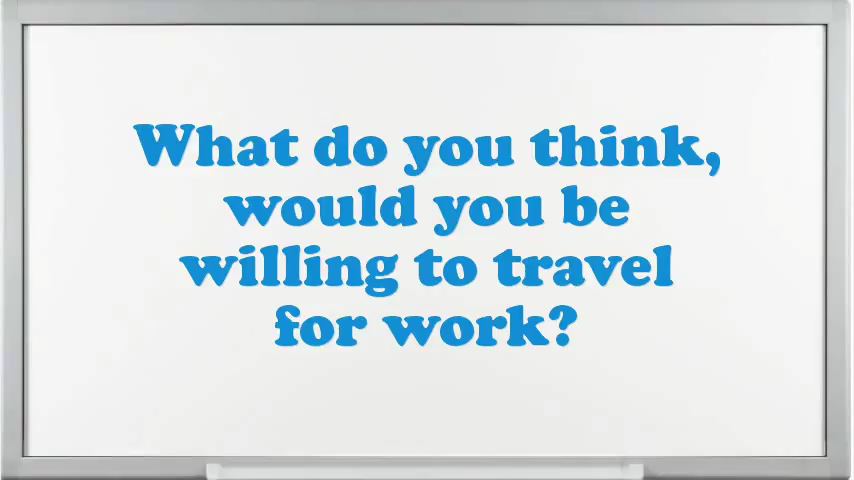 What do you think,
would you be
willing to travel
for work?